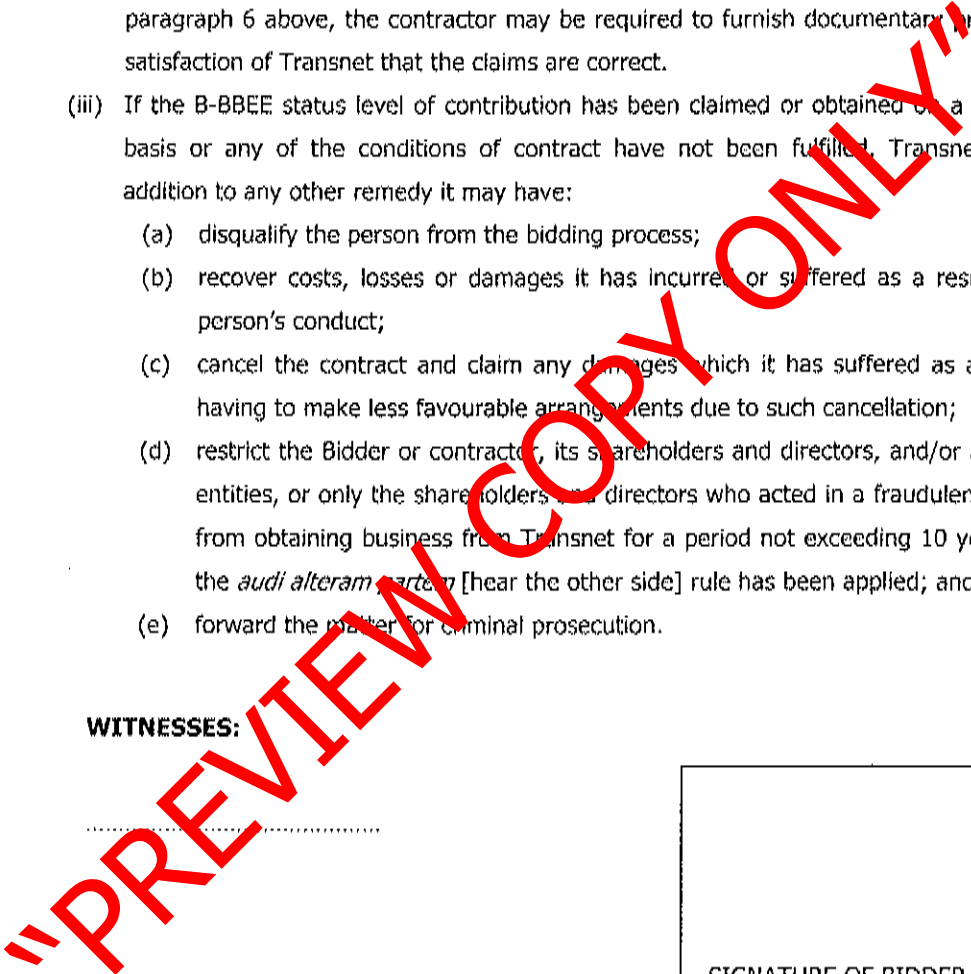 paragraph 6 above, the contractor may be required to furnish documentary
satisfaction of Transnet that the claims are correct.
(iii) If the B-BBEE status level of contribution has been claimed or obtained on a
basis or any of the conditions of contract have not been fulfilled, Transne
addition to any other remedy it may have:
(a) disqualify the person from the bidding process;
(b) recover costs, losses or damages it has incurred or suffered as a res
person's conduct;
(c) cancel the contract and claim any damages which it has suffered as a
having to make less favourable arrangements due to such cancellation;
(d) restrict the Bidder or contractor, its shareholders and directors, and/or
entities, or only the shareholders and directors who acted in a fraudulen
from obtaining business from Transnet for a period not exceeding 10 ye
the audi alteram partem [hear the other side] rule has been applied; and
(e) forward the matter for criminal prosecution.
WITNESSES:
SIGNATURE OF BIDDER
"PREVIEW COPY ONLY"